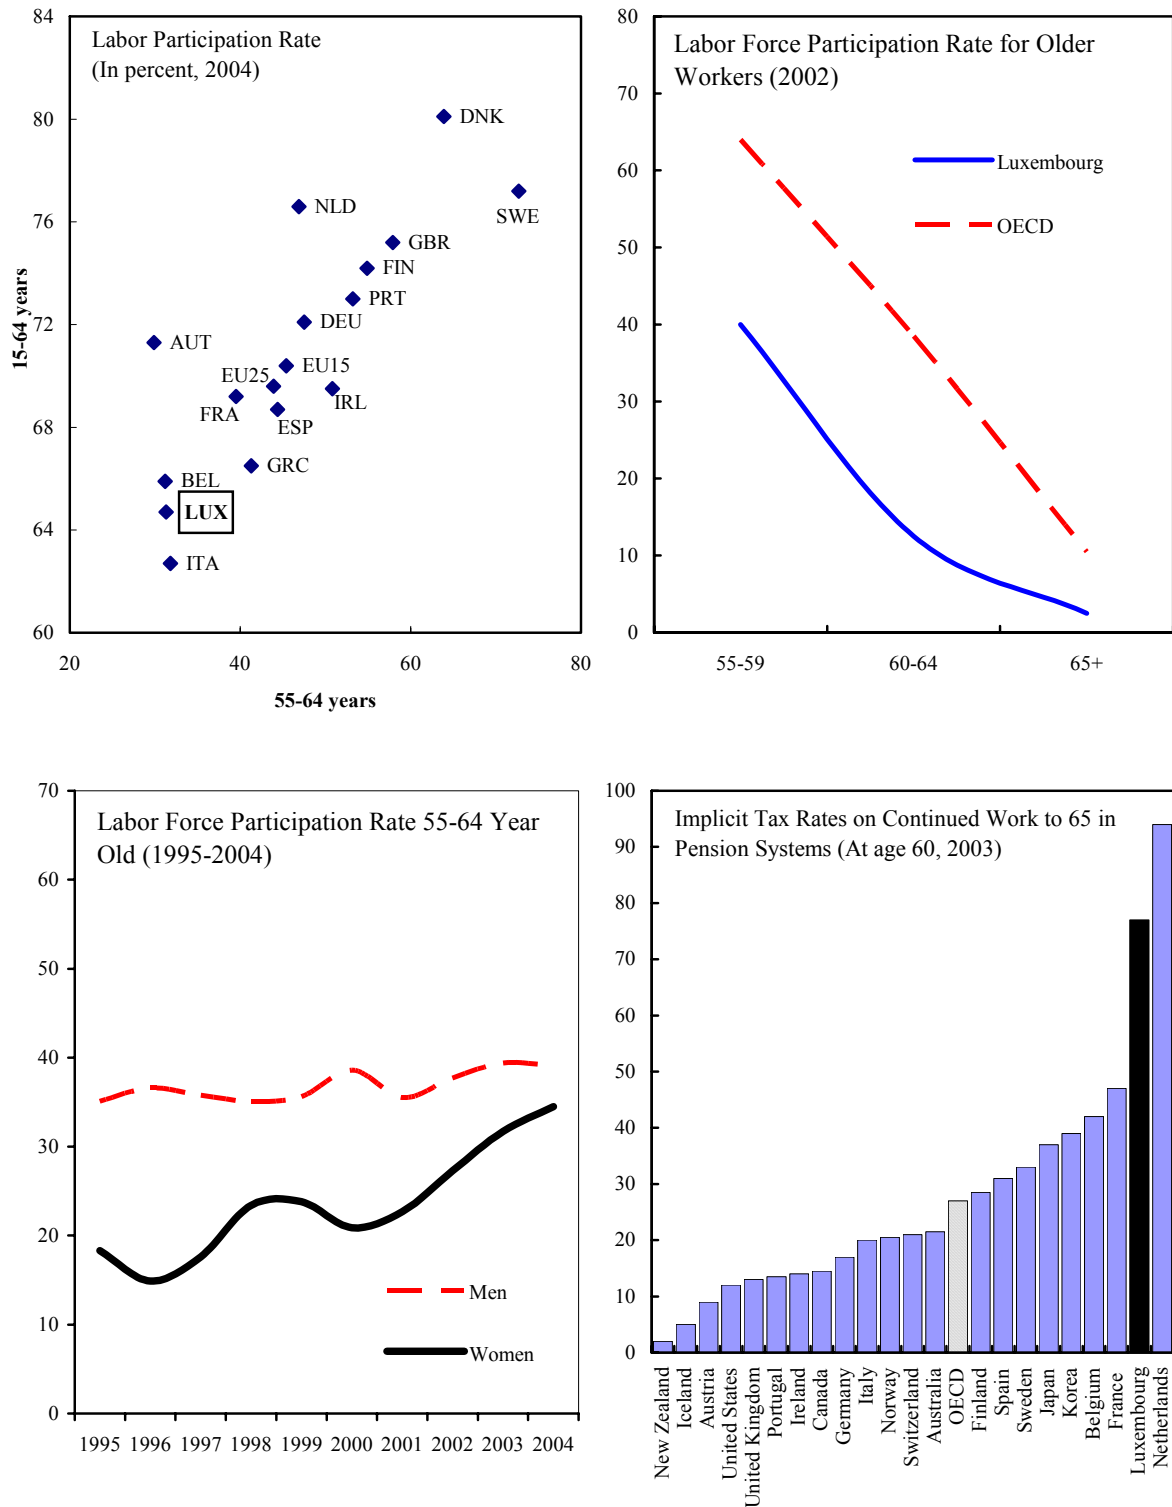 Labor Participation Rate
(In percent, 2004)
84
80
76
72
68
64
60
15-64 years
DNK
SWE
NLD
GBR
FIN
PRT
DEU
AUT
EU15
EU25
IRL
FRA
ESP
GRC
BEL
LUX
ITA
20
40
60
80
55-64 years
Labor Force Participation Rate for Older
Workers (2002)
80
70
60
50
40
30
20
10
0
Luxembourg
OECD
55-59
60-64
65+
Labor Force Participation Rate 55-64 Year
Old (1995-2004)
70
60
50
40
30
20
10
0
Men
Women
1995 1996 1997 1998 1999 2000 2001 2002 2003 2004
Implicit Tax Rates on Continued Work to 65 in
Pension Systems (At age 60, 2003)
100
90
80
70
60
50
40
30
20
10
0
New Zealand
Iceland
Austria
United States
United Kingdom
Portugal
Ireland
Canada
Germany
Italy
Norway
Switzerland
Australia
OECD
Finland
Spain
Sweden
Japan
Korea
Belgium
France
Luxembourg
Netherlands